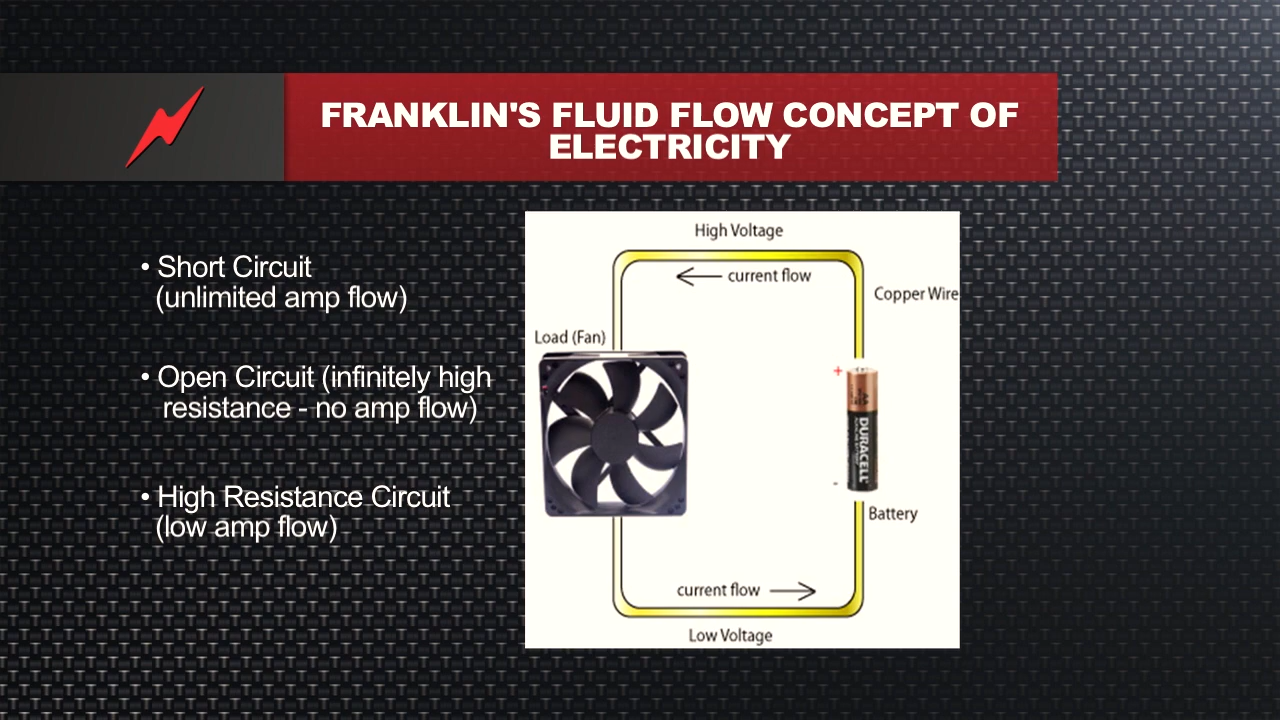 FRANKLIN'S FLUID FLOW CONCEPT OF
ELECTRICITY
• Short Circuit
(unlimited amp flow)
• Open Circuit (infinitely high
resistance - no amp flow)
• High Resistance Circuit
(low amp flow)
High Voltage
current flow
Copper Wire
Load (Fan)
+
DURACELL
-
Battery
current flow
Low Voltage